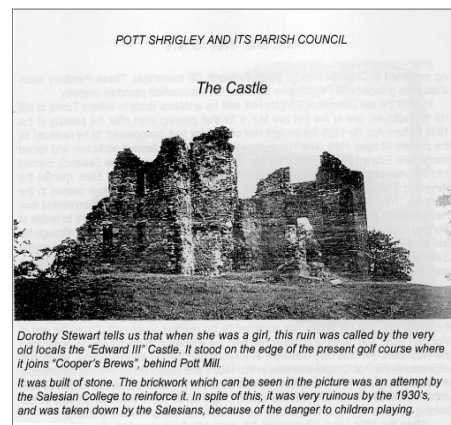 POTT SHRIGLEY AND ITS PARISH COUNCIL
The Castle
Dorothy Stewart tells us that when she was a girl, this ruin was called by the very
old locals the "Edward III" Castle. It stood on the edge of the present golf course where
it joins "Cooper's Brews", behind Pott Mill.
It was built of stone. The brickwork which can be seen in the picture was an attempt by
the Salesian College to reinforce it. In spite of this, it was very ruinous by the 1930's,
and was taken down by the Salesians, because of the danger to children playing.